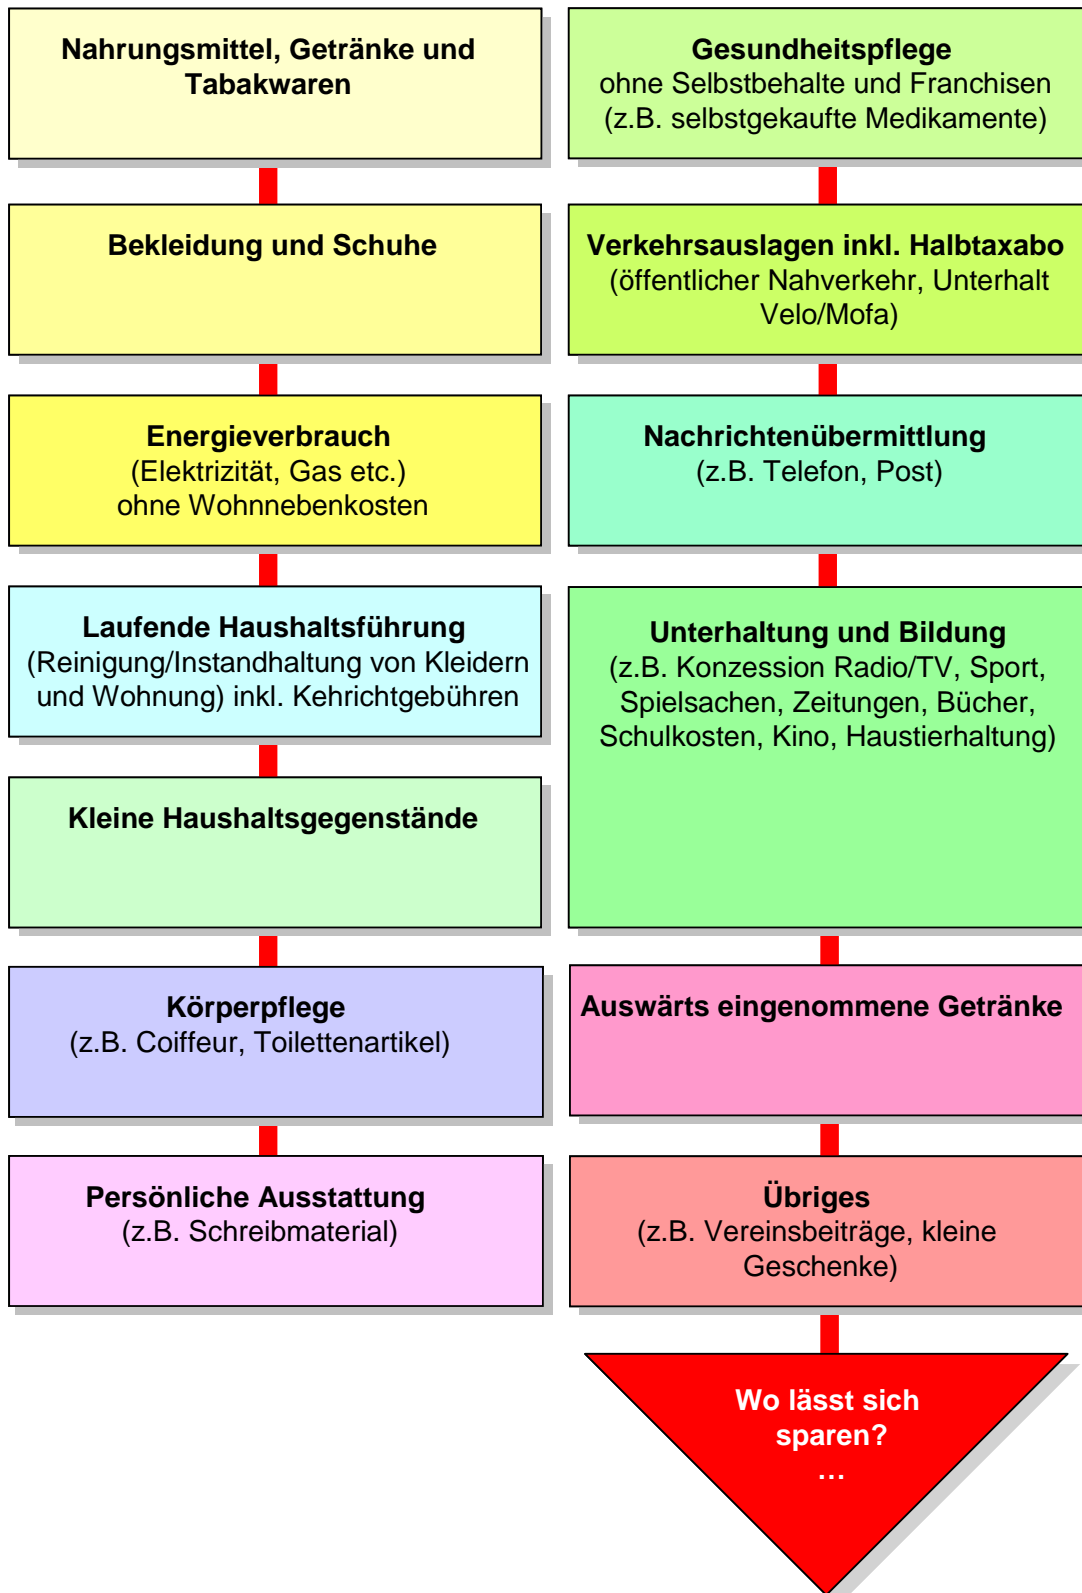 Nahrungsmittel, Getränke und
Tabakwaren
Bekleidung und Schuhe
Energieverbrauch
(Elektrizität, Gas etc.)
ohne Wohnnebenkosten
Laufende Haushaltsführung
(Reinigung/Instandhaltung von Kleidern
und Wohnung) inkl. Kehrichtgebühren
Kleine Haushaltsgegenstände
Körperpflege
(z.B. Coiffeur, Toilettenartikel)
Persönliche Ausstattung
(z.B. Schreibmaterial)
Gesundheitspflege
ohne Selbstbehalte und Franchisen
(z.B. selbstgekaufte Medikamente)
Verkehrsauslagen inkl. Halbtaxabo
(öffentlicher Nahverkehr, Unterhalt
Velo/Mofa)
Nachrichtenübermittlung
(z.B. Telefon, Post)
Unterhaltung und Bildung
(z.B. Konzession Radio/TV, Sport,
Spielsachen, Zeitungen, Bücher,
Schulkosten, Kino, Haustierhaltung)
Auswärts eingenommene Getränke
Übriges
(z.B. Vereinsbeiträge, kleine
Geschenke)
Wo lässt sich
sparen?
…